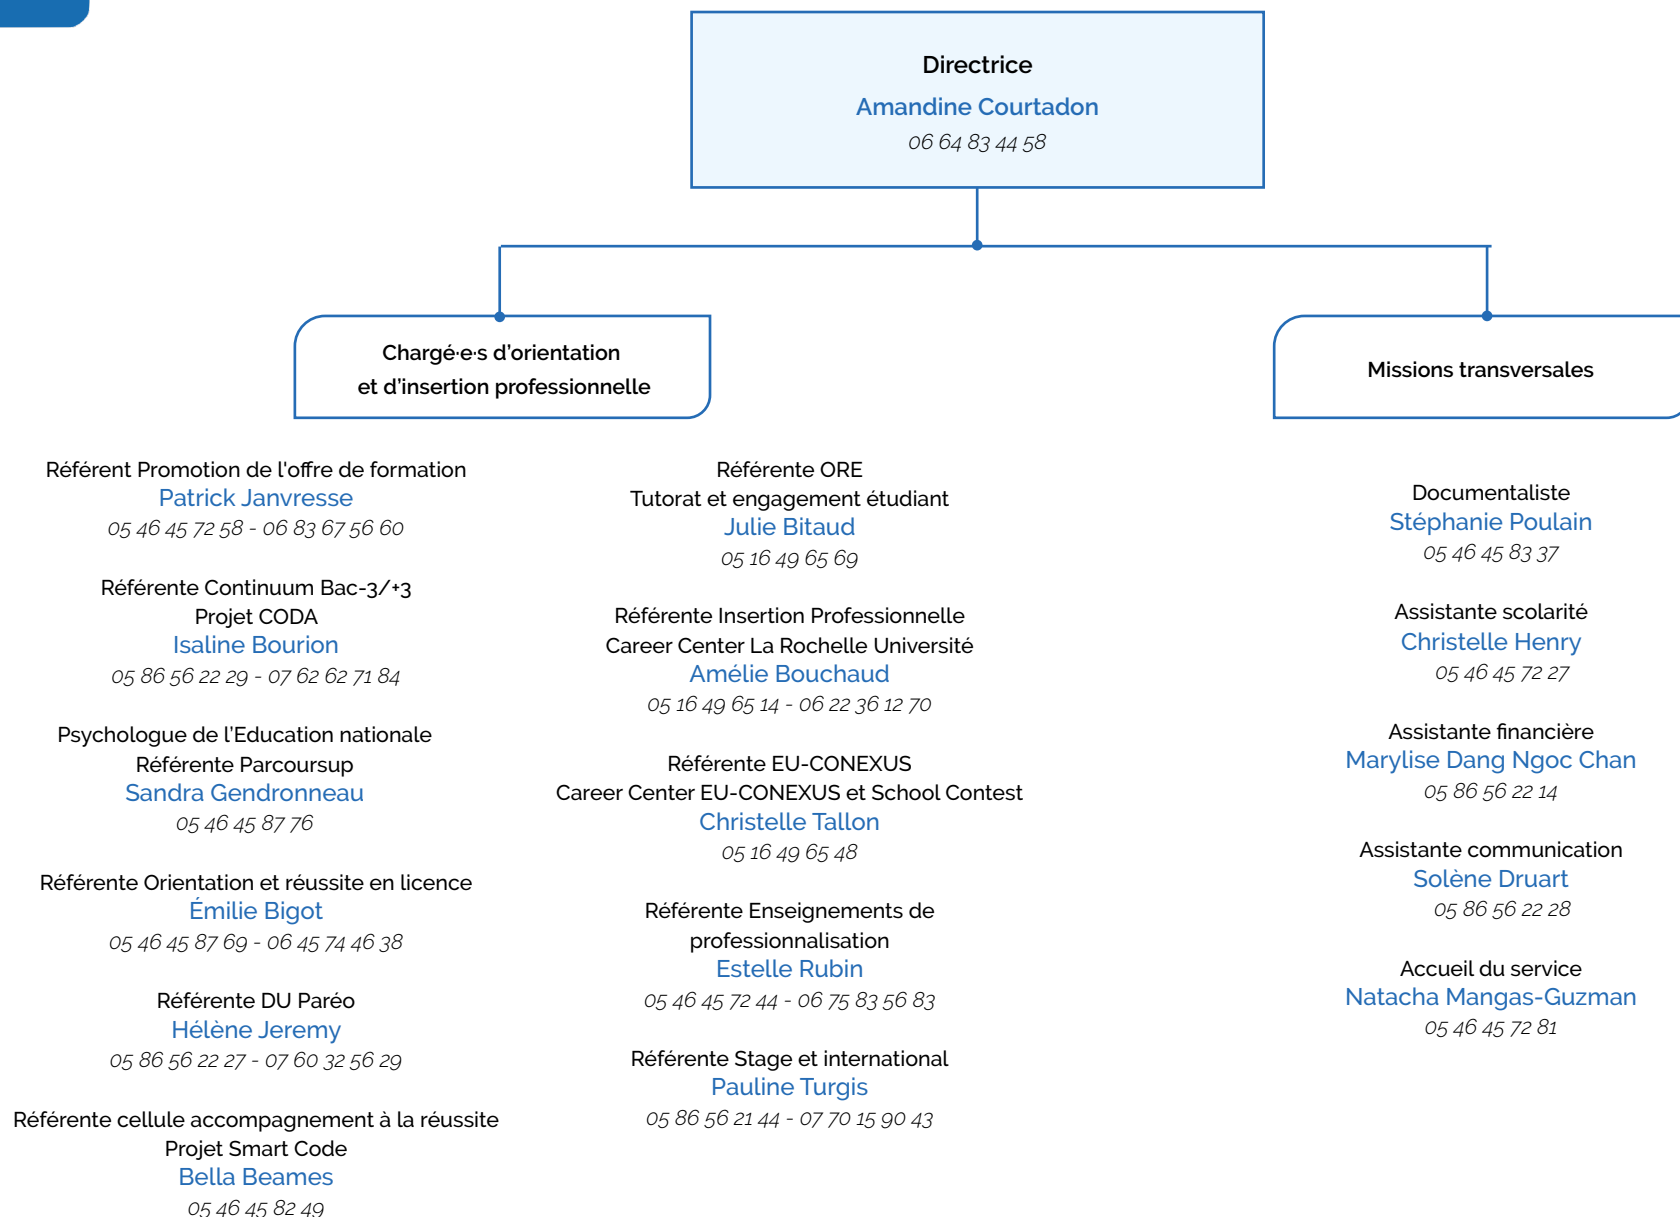 Directrice
Amandine Courtadon
06 64 83 44 58
Chargé·e·s d'orientation
et d'insertion professionnelle
Référent Promotion de l'offre de formation
Patrick Janvresse
05 46 45 72 58 - 06 83 67 56 60
Référente Continuum Bac-3/+3
Projet CODA
Isaline Bourion
05 86 56 22 29 - 07 62 62 71 84
Psychologue de l'Education nationale
Référente Parcoursup
Sandra Gendronneau
05 46 45 87 76
Référente Orientation et réussite en licence
Émilie Bigot
05 46 45 87 69 - 06 45 74 46 38
Référente DU Paréo
Hélène Jeremy
05 86 56 22 27 - 07 60 32 56 29
Référente cellule accompagnement à la réussite
Projet Smart Code
Bella Beames
05 46 45 82 49
Référente ORE
Tutorat et engagement étudiant
Julie Bitaud
05 16 49 65 69
Référente Insertion Professionnelle
Career Center La Rochelle Université
Amélie Bouchaud
05 16 49 65 14 - 06 22 36 12 70
Référente EU-CONEXUS
Career Center EU-CONEXUS et School Contest
Christelle Tallon
05 16 49 65 48
Référente Enseignements de
professionnalisation
Estelle Rubin
05 46 45 72 44 - 06 75 83 56 83
Référente Stage et international
Pauline Turgis
05 86 56 21 44 - 07 70 15 90 43
Missions transversales
Documentaliste
Stéphanie Poulain
05 46 45 83 37
Assistante scolarité
Christelle Henry
05 46 45 72 27
Assistante financière
Marylise Dang Ngoc Chan
05 86 56 22 14
Assistante communication
Solène Druart
05 86 56 22 28
Accueil du service
Natacha Mangas-Guzman
05 46 45 72 81